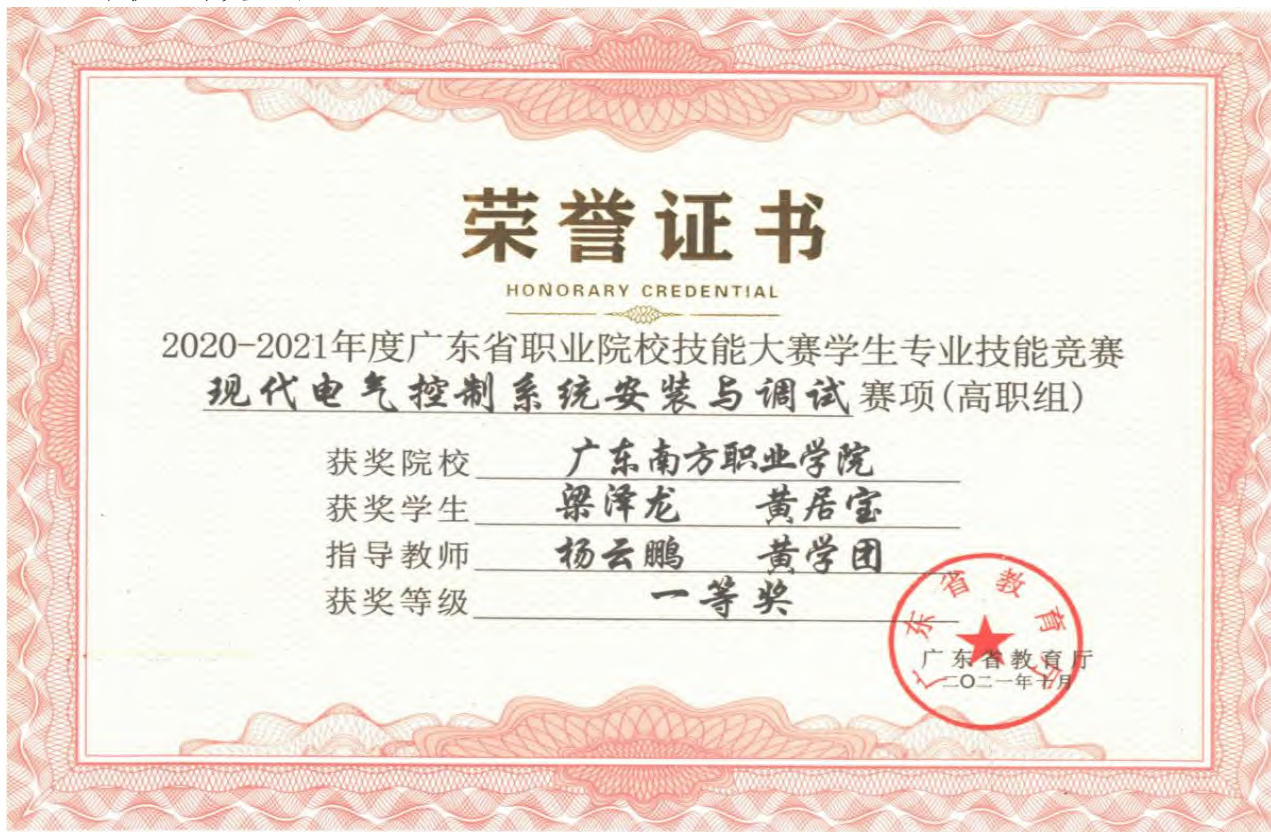 荣誉证书
HONORARY CREDENTIAL
2020-2021年度广东省职业院校技能大赛学生专业技能竞赛
现代电气控制系统安装与调试赛项(高职组)
获奖院校 广东南方职业学院
获奖学生 梁泽龙 黄居宝
指导教师 杨云鹏 黄学团
获奖等级 一等奖
广东省教育厅
广东省教育厅
二〇二一年十月